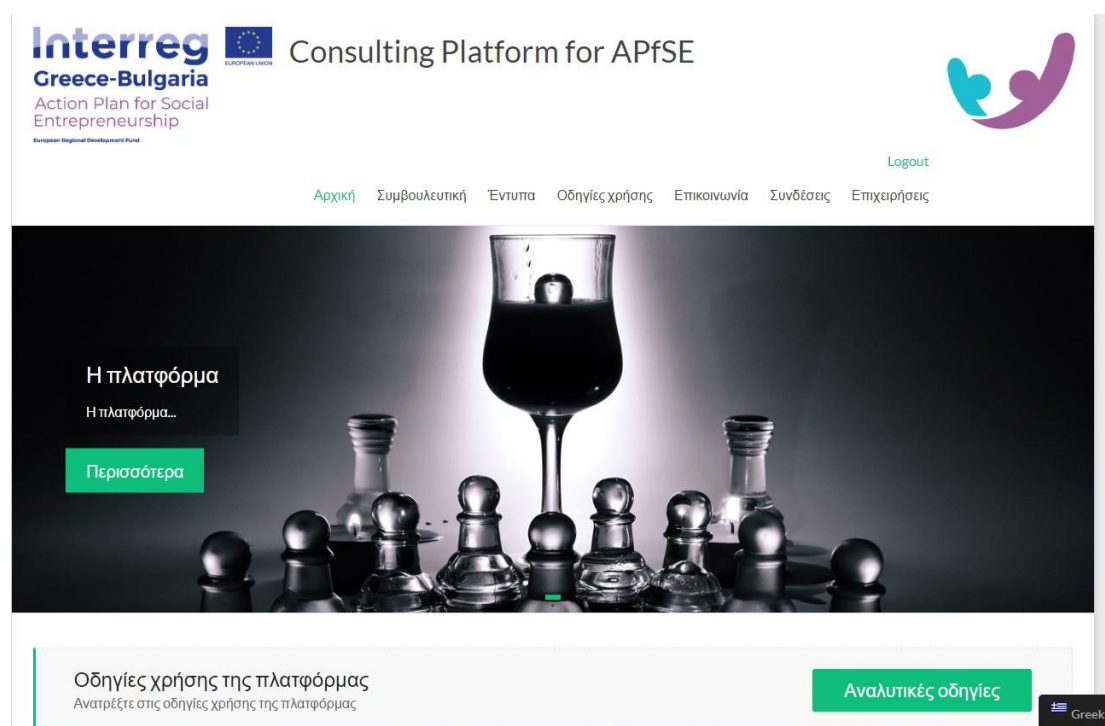 Interreg
EUROPEAN UNION
Greece-Bulgaria
Action Plan for Social
Entrepreneurship
European Regional Development Fund
Consulting Platform for APfSE
Logout
Αρχική Συμβουλευτική Έντυπα Οδηγίες χρήσης Επικοινωνία Συνδέσεις Επιχειρήσεις
Η πλατφόρμα
Η πλατφόρμα...
Περισσότερα
Οδηγίες χρήσης της πλατφόρμας
Ανατρέξτε στις οδηγίες χρήσης της πλατφόρμας
Αναλυτικές οδηγίες
Greek